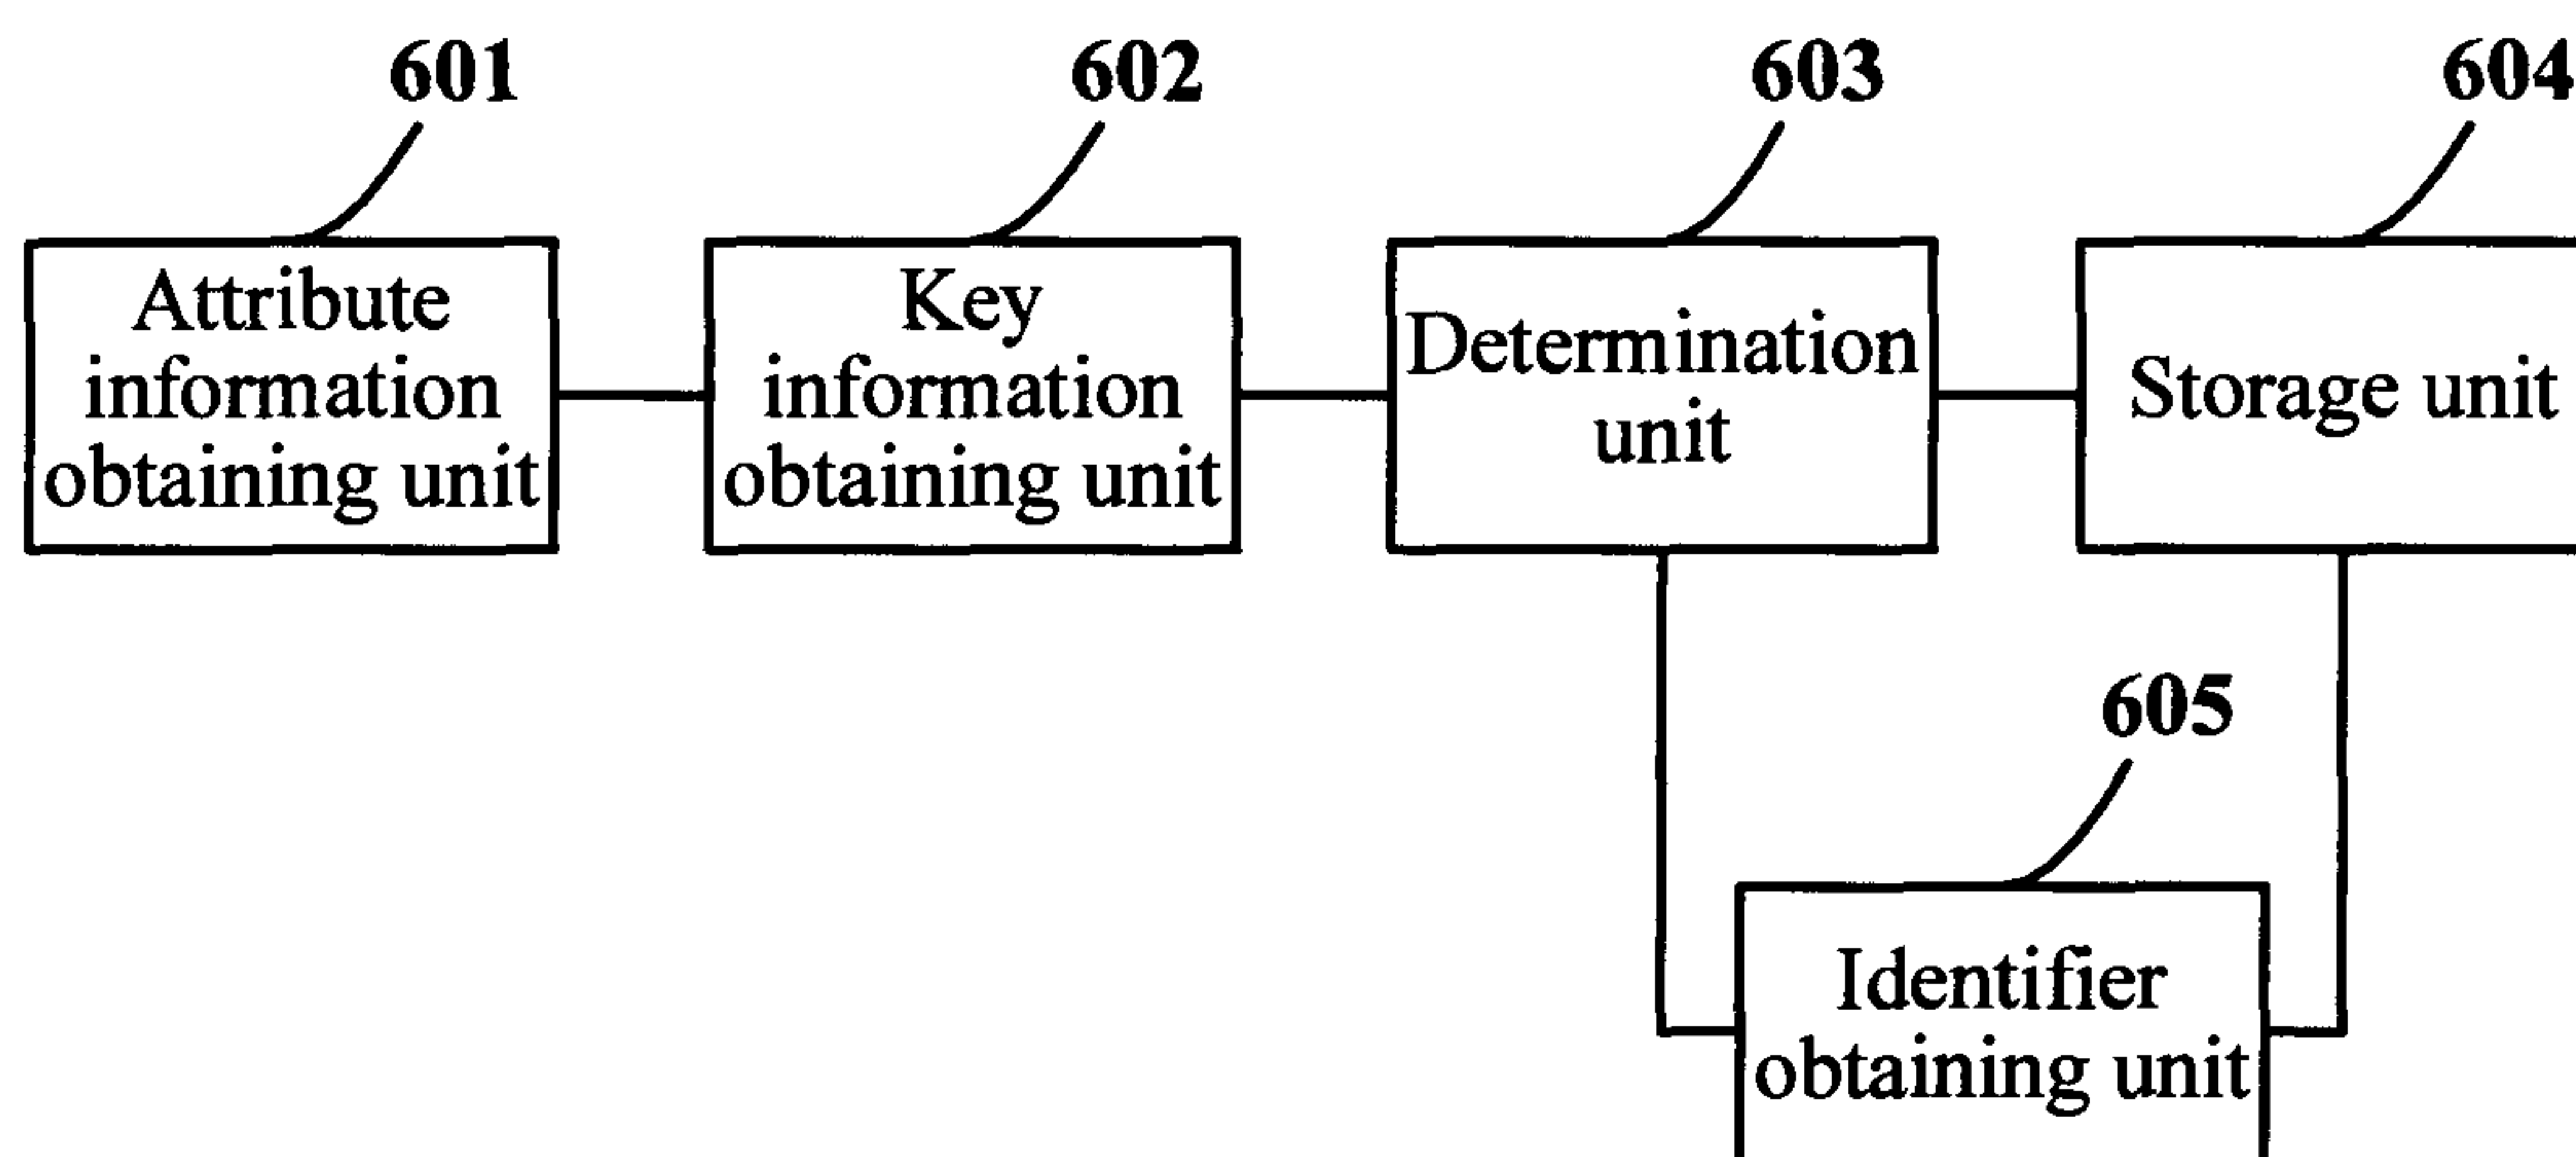 601
602
603
604
Attribute
information
obtaining unit
Key
information
obtaining unit
Determination
unit
Storage unit
605
Identifier
obtaining unit